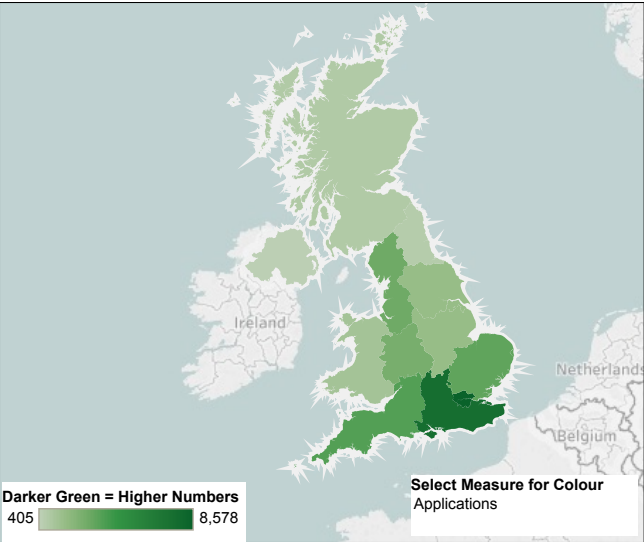 Ireland
Netherlands
Belgium
Darker Green = Higher Numbers
405 8,578
Select Measure for Colour
Applications